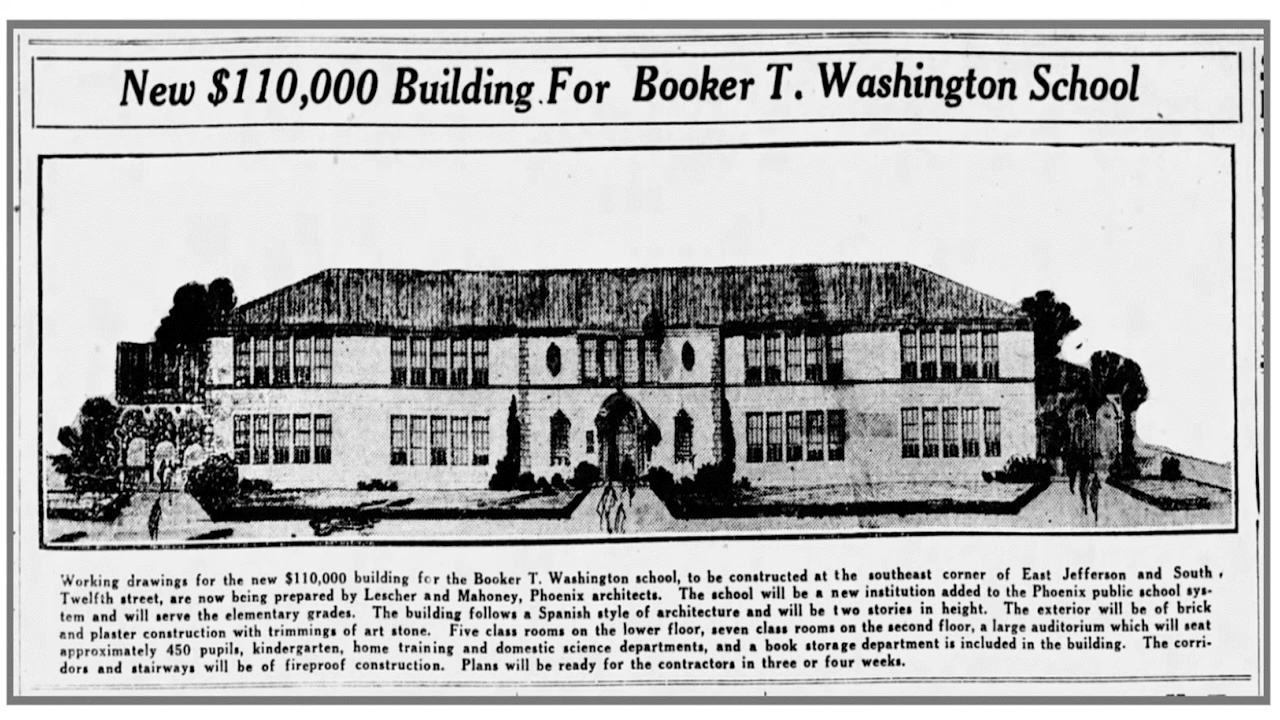 New $110,000 Building For Booker T. Washington School
Working drawings for the new $110,000 building for the Booker T. Washington school, to be constructed at the southeast corner of East Jefferson and South
Twelfth street, are now being prepared by Lescher and Mahoney, Phoenix architects. The school will be a new institution added to the Phoenix public school sys-
tem and will serve the elementary grades. The building follows a Spanish style of architecture and will be two stories in height. The exterior will be of brick
and plaster construction with trimmings of art stone. Five class rooms on the lower floor, seven class rooms on the second floor, a large auditorium which will seat
approximately 450 pupils, kindergarten, home training and domestic science departments, and a book storage department is included in the building. The corri-
dors and stairways will be of fireproof construction. Plans will be ready for the contractors in three or four weeks.